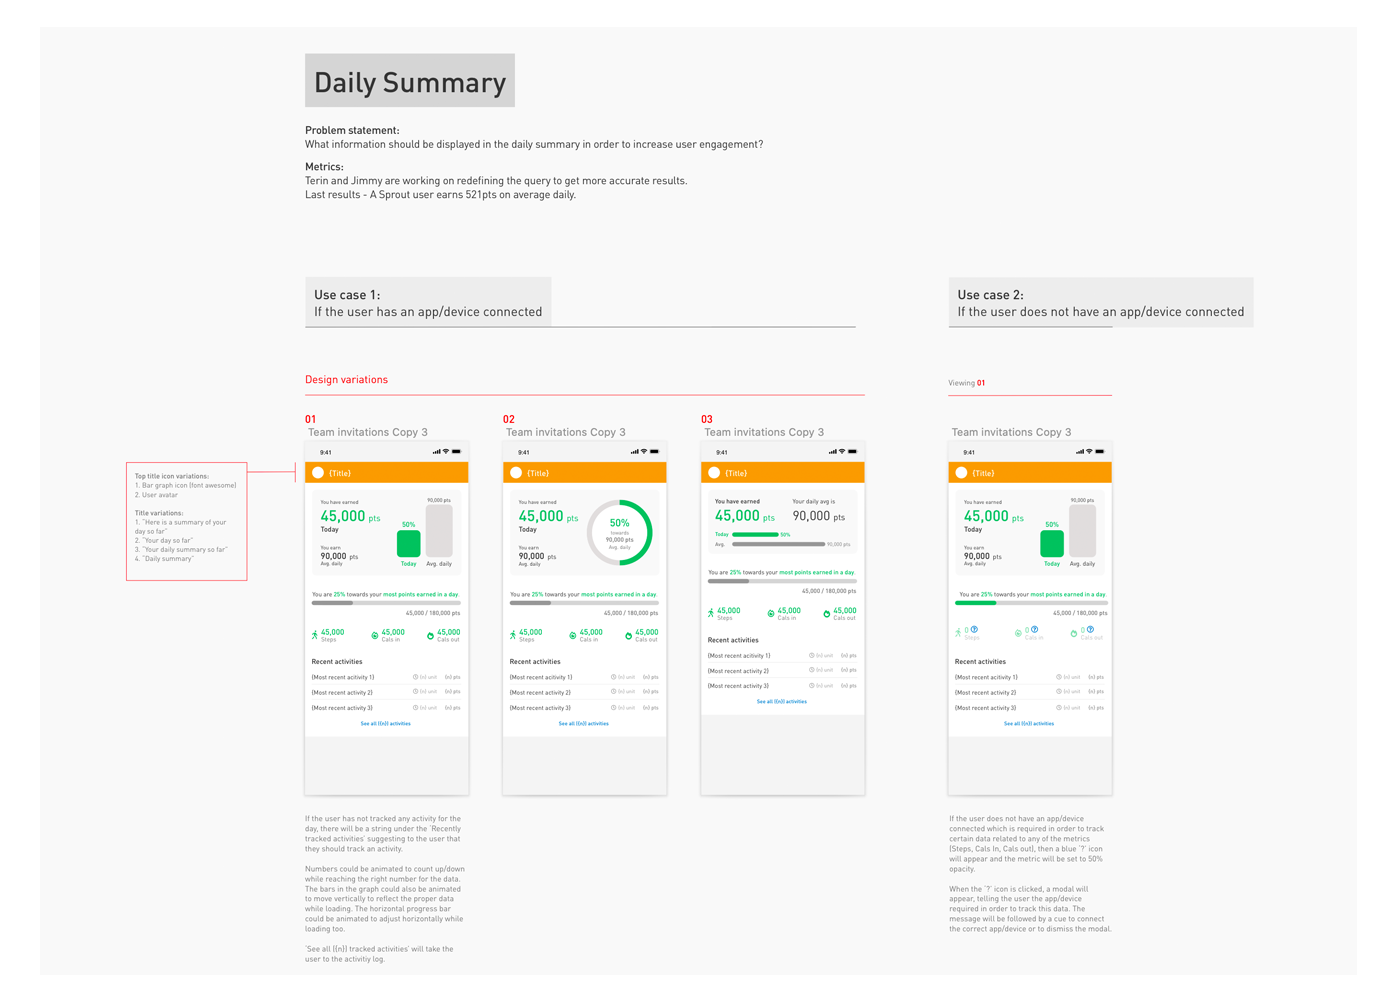 Daily Summary
Problem statement:
What information should be displayed in the daily summary in order to increase user engagement?
Metrics:
Terin and Jimmy are working on redefining the query to get more accurate results.
Last results - A Sprout user earns 521pts on average daily.
Use case 1:
If the user has an app/device connected
Use case 2:
If the user does not have an app/device connected
Design variations
Viewing 01
Top title icon variations:
1. Bar graph icon (font awesome)
2. User avatar
Title variations:
1. "Here is a summary of your
day so far"
2. "Your day so far"
3. "Your daily summary so far"
4. "Daily summary"
01
Team invitations Copy 3
9:41
{Title}
You have earned
45,000 pts
Today
You earn
90,000 pts
Avg. daily
50%
Today
90,000 pts
Avg. daily
You are 25% towards your most points earned in a day.
45,000 / 180,000 pts
45,000
Steps
45,000
Cals in
45,000
Cals out
Recent activities
{Most recent acitivity 1}
{n} unit
{n} pts
{Most recent activity 2}
{n} unit
{n} pts
{Most recent activity 3}
{n} unit
{n} pts
See all ({n}) activities
If the user has not tracked any activity for the
day, there will be a string under the 'Recently
tracked activities' suggesting to the user that
they should track an activity.
Numbers could be animated to count up/down
while reaching the right number for the data.
The bars in the graph could also be animated
to move vertically to reflect the proper data
while loading. The horizontal progress bar
could be animated to adjust horizontally while
loading too.
'See all ({n}) tracked activities' will take the
user to the activitiy log.
02
Team invitations Copy 3
9:41
{Title}
You have earned
45,000 pts
Today
You earn
90,000 pts
Avg. daily
50%
towards
90,000 pts
Avg. daily
You are 25% towards your most points earned in a day.
45,000 / 180,000 pts
45,000
Steps
45,000
Cals in
45,000
Cals out
Recent activities
{Most recent acitivity 1}
{n} unit
{n} pts
{Most recent activity 2}
{n} unit
{n} pts
{Most recent activity 3}
{n} unit
{n} pts
See all ({n}) activities
03
Team invitations Copy 3
9:41
{Title}
You have earned
45,000 pts
Your daily avg is
90,000 pts
Today
50%
Avg.
90,000 pts
You are 25% towards your most points earned in a day.
45,000 / 180,000 pts
45,000
Steps
45,000
Cals in
45,000
Cals out
Recent activities
{Most recent acitivity 1}
{n} unit
{n} pts
{Most recent activity 2}
{n} unit
{n} pts
{Most recent activity 3}
{n} unit
{n} pts
See all ({n}) activities
Team invitations Copy 3
9:41
{Title}
You have earned
45,000 pts
Today
You earn
90,000 pts
Avg. daily
50%
Today
90,000 pts
Avg. daily
You are 25% towards your most points earned in a day.
45,000 / 180,000 pts
0 ?
Steps
0 ?
Cals in
0 ?
Cals out
Recent activities
{Most recent acitivity 1}
{n} unit
{n} pts
{Most recent activity 2}
{n} unit
{n} pts
{Most recent activity 3}
{n} unit
{n} pts
See all ({n}) activities
If the user does not have an app/device
connected which is required in order to track
certain data related to any of the metrics
(Steps, Cals In, Cals out), then a blue '?' icon
will appear and the metric will be set to 50%
opacity.
When the '?' icon is clicked, a modal will
appear, telling the user the app/device
required in order to track this data. The
message will be followed by a cue to connect
the correct app/device or to dismiss the modal.